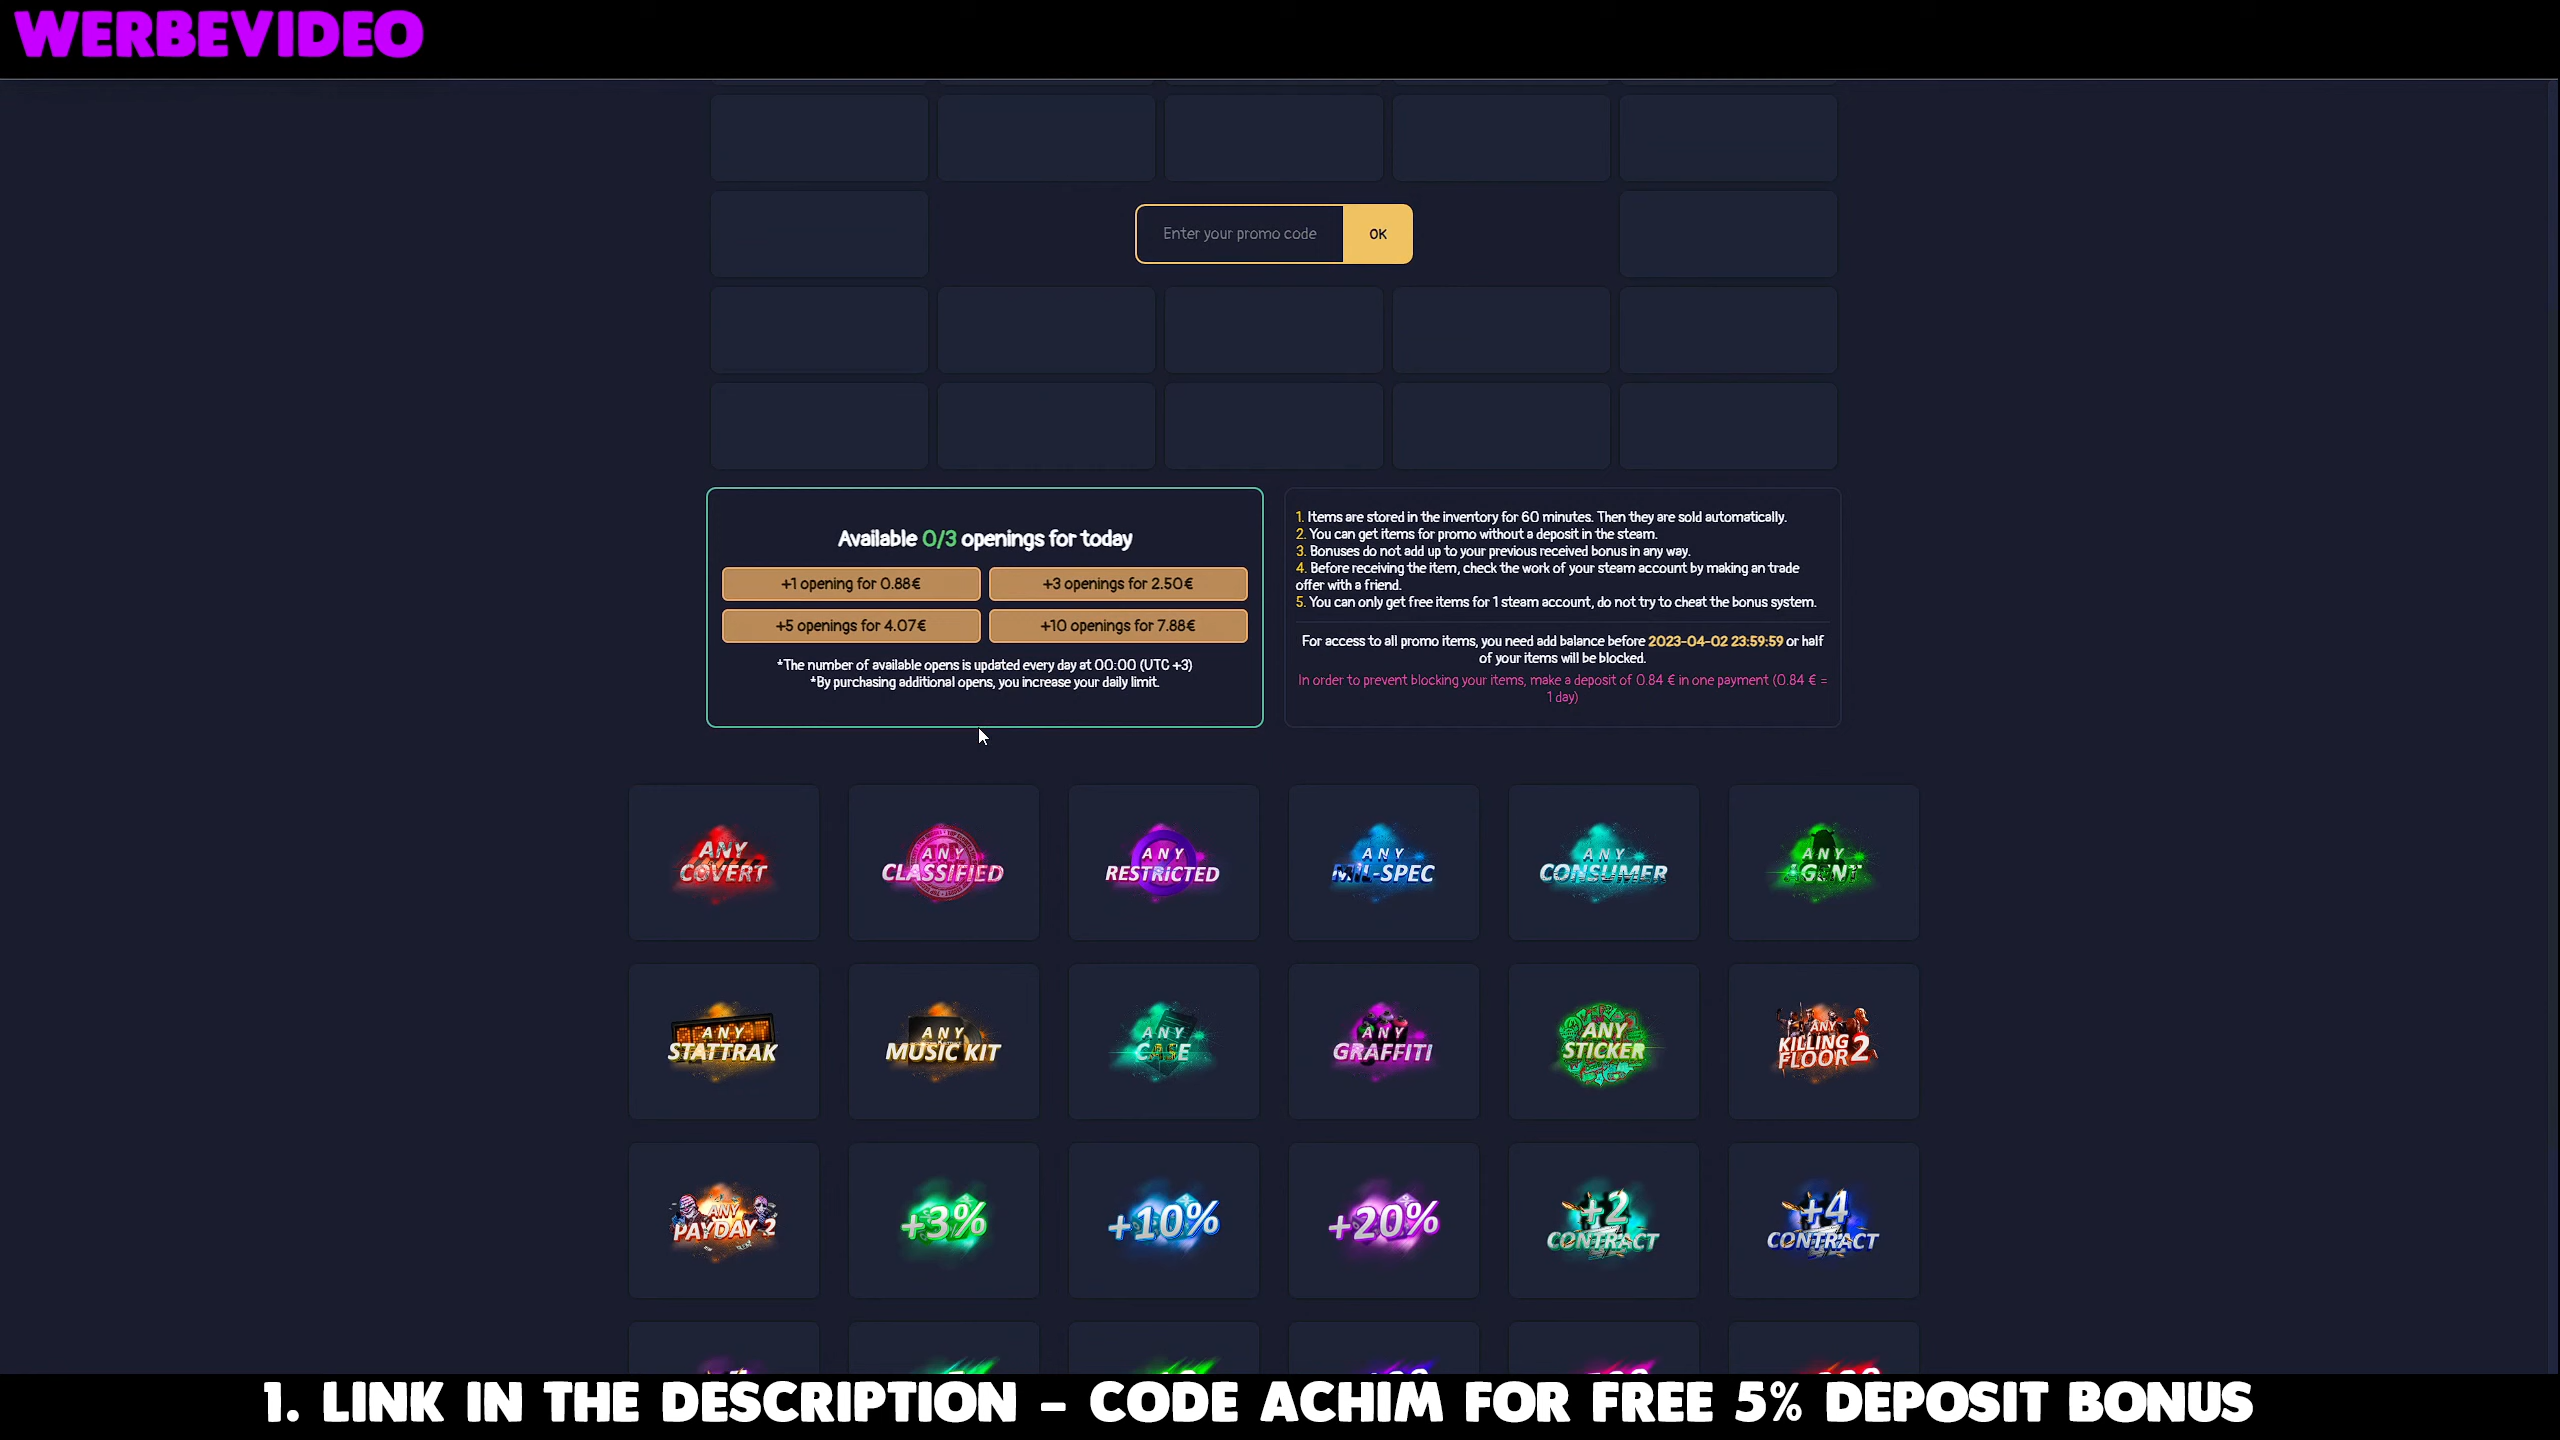 WERBEVIDEO
Enter your promo code
OK
Available 0/3 openings for today
+1 opening for 0.88€
+3 openings for 2.50€
+5 openings for 4.07€
+10 openings for 7.88€
*The number of available opens is updated every day at 00:00 (UTC +3)
*By purchasing additional opens, you increase your daily limit.
1. Items are stored in the inventory for 60 minutes. Then they are sold automatically.
2. You can get items for promo without a deposit in the steam.
3. Bonuses do not add up to your previous received bonus in any way.
4. Before receiving the item, check the work of your steam account by making an trade
offer with a friend.
5. You can only get free items for 1 steam account, do not try to cheat the bonus system.
For access to all promo items, you need add balance before 2023-04-02 23:59:59 or half
of your items will be blocked.
In order to prevent blocking your items, make a deposit of 0.84 € in one payment (0.84 € =
1 day)
ANY
COVERT
ANY
CLASSIFIED
ANY
RESTRICTED
ANY
MIL-SPEC
ANY
CONSUMER
ANY
AGENT
ANY
STATTRAK
ANY
MUSIC KIT
ANY
CASE
ANY
GRAFFITI
ANY
STICKER
ANY
KILLING
FLOOR 2
ANY
PAYDAY 2
+3%
+10%
+20%
+2
CONTRACT
+4
CONTRACT
1. LINK IN THE DESCRIPTION – CODE ACHIM FOR FREE 5% DEPOSIT BONUS